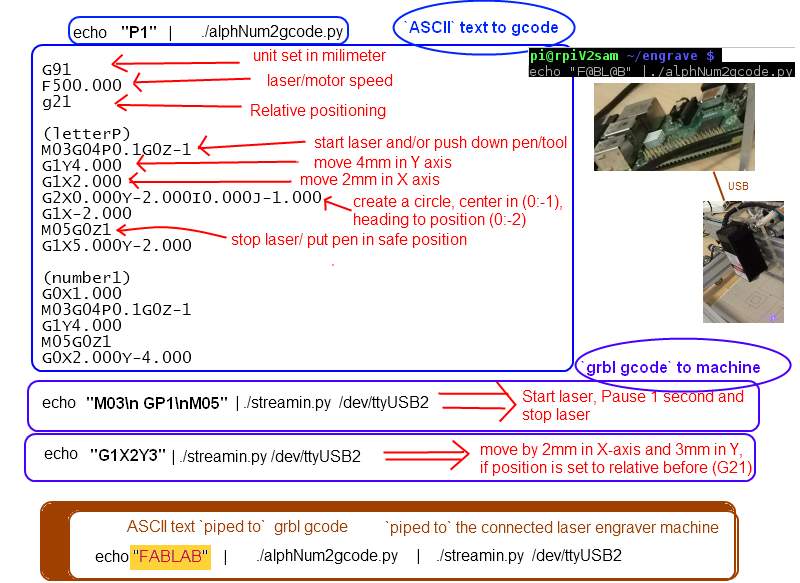 echo "P1" | ./alphNum2gcode.py
`ASCII` text to gcode
pi@rpiV2sam ~/engrave $
echo "F@BL@B" |./alphNum2gcode.py
unit set in milimeter
G91
F500.000
laser/motor speed
g21
Relative positioning
(letterP)
M03G04P0.1G0Z-1
start laser and/or push down pen/tool
G1Y4.000
move 4mm in Y axis
G1X2.000
move 2mm in X axis
G2X0.000Y-2.000I0.000J-1.000
create a circle, center in (0:-1),
heading to position (0:-2)
G1x-2.000
M05G0Z1
stop laser/ put pen in safe position
G1X5.000Y-2.000
(number1)
G0X1.000
M03G04P0.1G0Z-1
G1Y4.000
M05G0Z1
G0X2.000Y-4.000
USB
`grbl gcode` to machine
echo "M03\n GP1\nM05" |./streamin.py /dev/ttyUSB2
Start laser, Pause 1 second and
stop laser
echo "G1X2Y3" |./streamin.py /dev/ttyUSB2
move by 2mm in X-axis and 3mm in Y,
if position is set to relative before (G21)
ASCII text `piped to` grbl gcode `piped to` the connected laser engraver machine
echo "FABLAB" | ./alphNum2gcode.py | ./streamin.py /dev/ttyUSB2